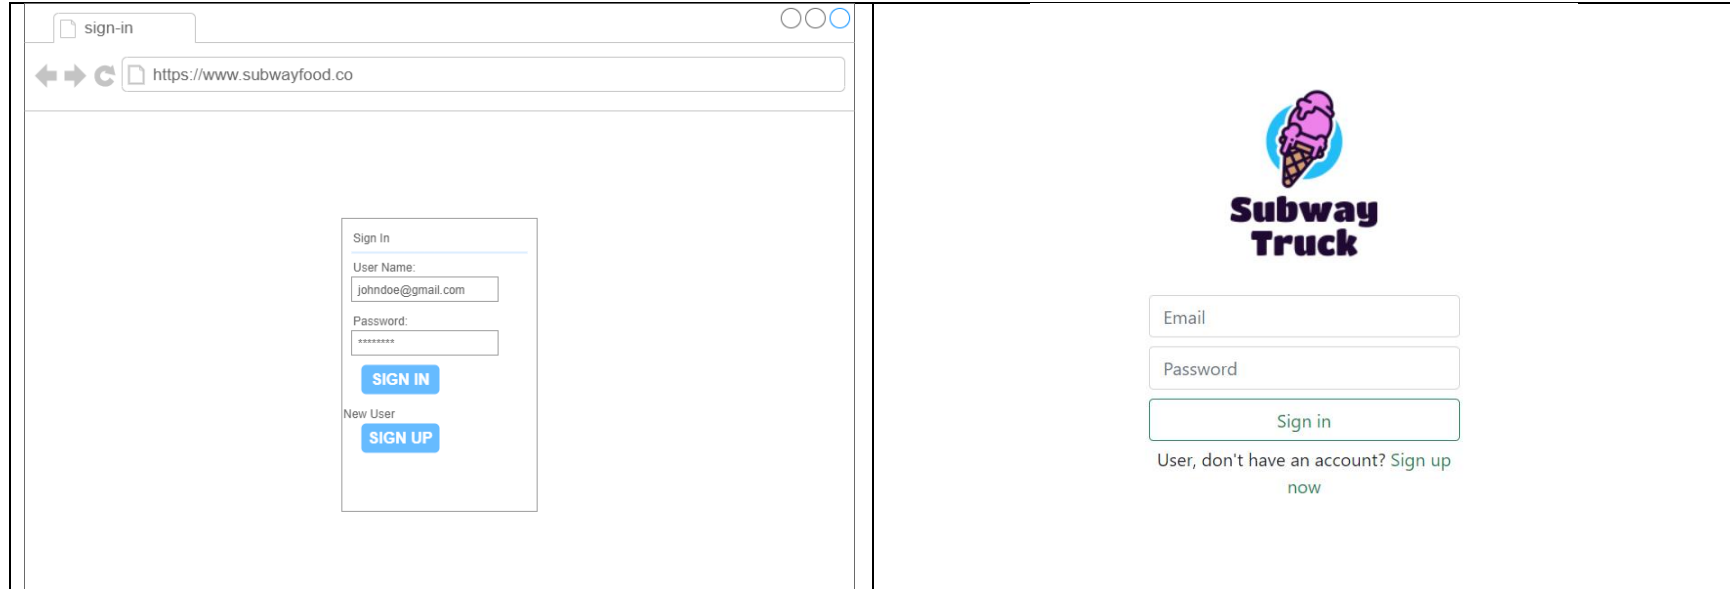 sign-in
https://www.subwayfood.co
Sign In
User Name:
johndoe@gmail.com
Password:
********
SIGN IN
New User
SIGN UP
Subway
Truck
Email
Password
Sign in
User, don't have an account? Sign up
now